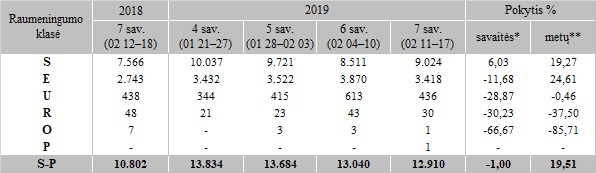 Raumeningumo klasė | 2018 | 2019 | Pokytis %
7 sav. (02 12–18) | 4 sav. (01 21–27) | 5 sav. (01 28–02 03) | 6 sav. (02 04–10) | 7 sav. (02 11–17) | savaitės* | metų**
S | 7.566 | 10.037 | 9.721 | 8.511 | 9.024 | 6,03 | 19,27
E | 2.743 | 3.432 | 3.522 | 3.870 | 3.418 | -11,68 | 24,61
U | 438 | 344 | 415 | 613 | 436 | -28,87 | -0,46
R | 48 | 21 | 23 | 43 | 30 | -30,23 | -37,50
O | 7 | - | 3 | 3 | 1 | -66,67 | -85,71
P | - | - | - | - | 1 | - | -
S-P | 10.802 | 13.834 | 13.684 | 13.040 | 12.910 | -1,00 | 19,51